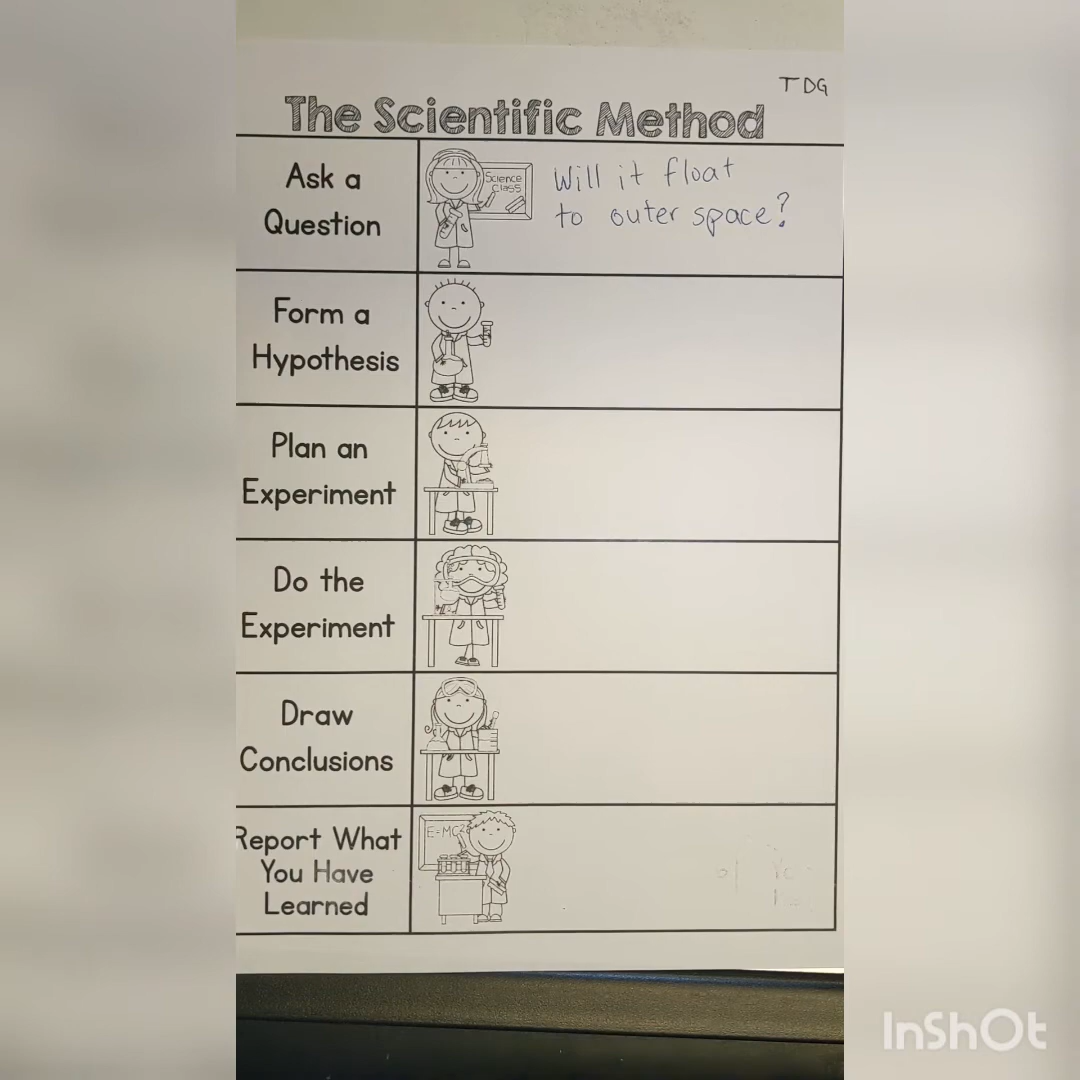 TDG
The Scientific Method
Ask a
Question
Science
Class
Will it float
to outer space?
Form a
Hypothesis
Plan an
Experiment
Do the
Experiment
Draw
Conclusions
Report What
You Have
Learned
E=MC2
InShOt